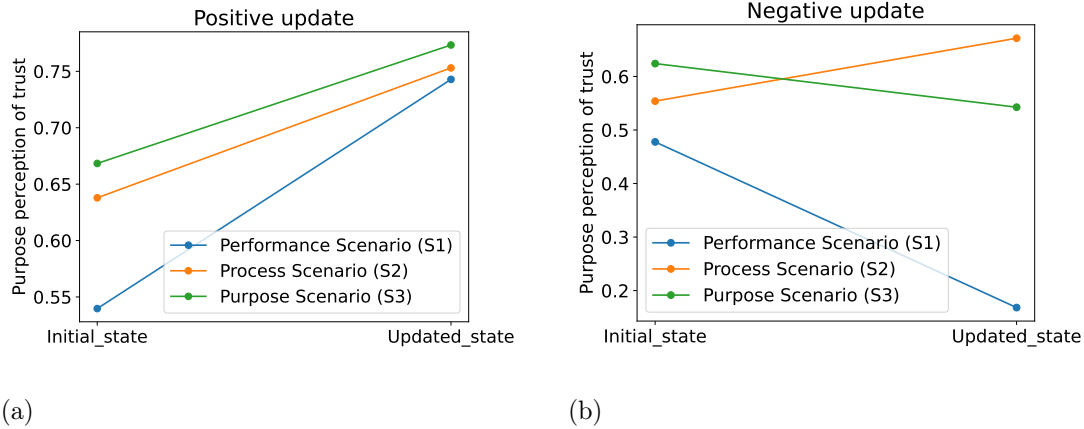 Positive update
Purpose perception of trust
0.75
0.70
0.65
0.60
0.55
Performance Scenario (S1)
Process Scenario (S2)
Purpose Scenario (S3)
Initial_state
Updated_state
(a)
Negative update
Purpose perception of trust
0.6
0.5
0.4
0.3
0.2
Performance Scenario (S1)
Process Scenario (S2)
Purpose Scenario (S3)
Initial_state
Updated_state
(b)